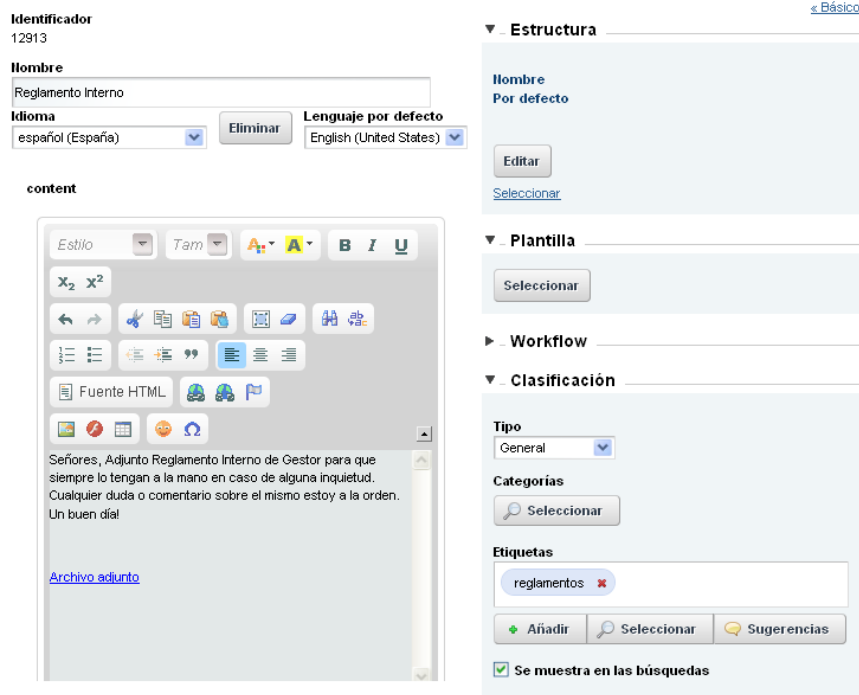 Identificador
12913
Nombre
Reglamento Interno
Idioma
español (España)
Eliminar
Lenguaje por defecto
English (United States)
content
Estilo
Tam
A
A
B I U
X₂ X²
Fuente HTML
Ω
Señores, Adjunto Reglamento Interno de Gestor para que
siempre lo tengan a la mano en caso de alguna inquietud.
Cualquier duda o comentario sobre el mismo estoy a la orden.
Un buen día!
Archivo adjunto
« Básico
Estructura
Nombre
Por defecto
Editar
Seleccionar
Plantilla
Seleccionar
Workflow
Clasificación
Tipo
General
Categorías
Seleccionar
Etiquetas
reglamentos
Añadir
Seleccionar
Sugerencias
Se muestra en las búsquedas